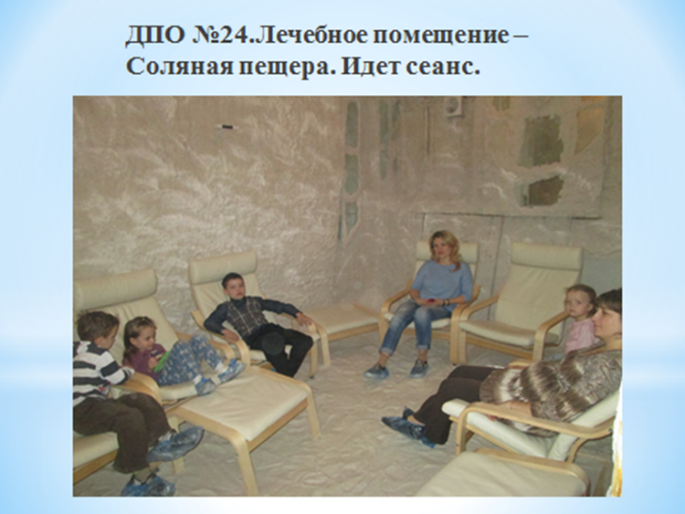 ДПО №24.Лечебное помещение –
Соляная пещера. Идет сеанс.